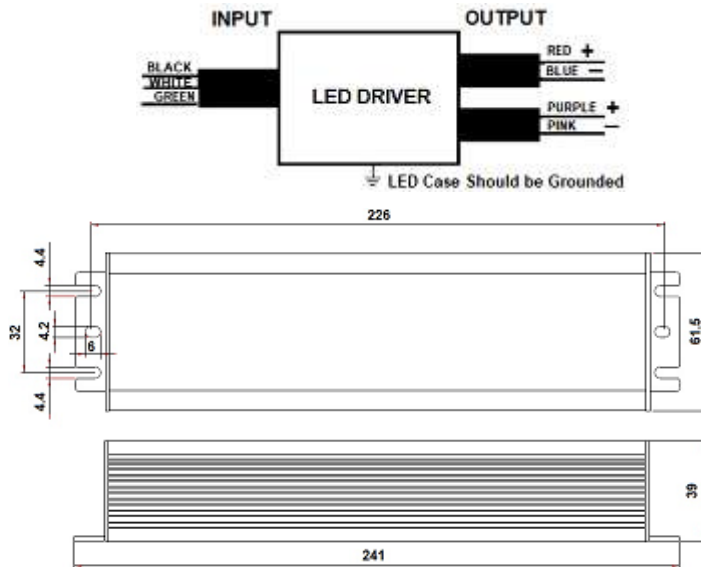 INPUT
OUTPUT
BLACK
WHITE
GREEN
LED DRIVER
RED +
BLUE −
PURPLE +
PINK −
LED Case Should be Grounded
226
4.4
32
4.2
6
4.4
61.5
39
241